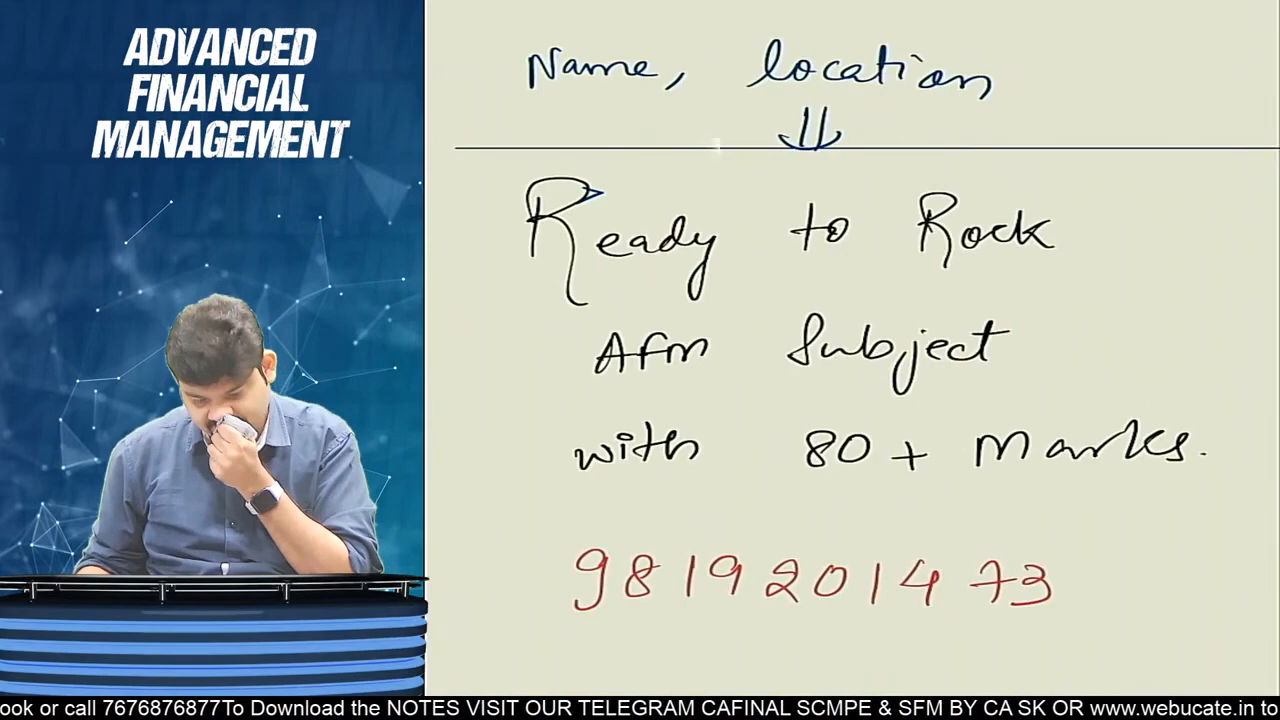 ADVANCED
FINANCIAL
MANAGEMENT
Name, location
Ready to Rock
Afm Subject
with 80+ Marks.
9819201473
ook or call 7676876877To Download the NOTES VISIT OUR TELEGRAM CAFINAL SCMPE & SFM BY CA SK OR www.webucate.in to